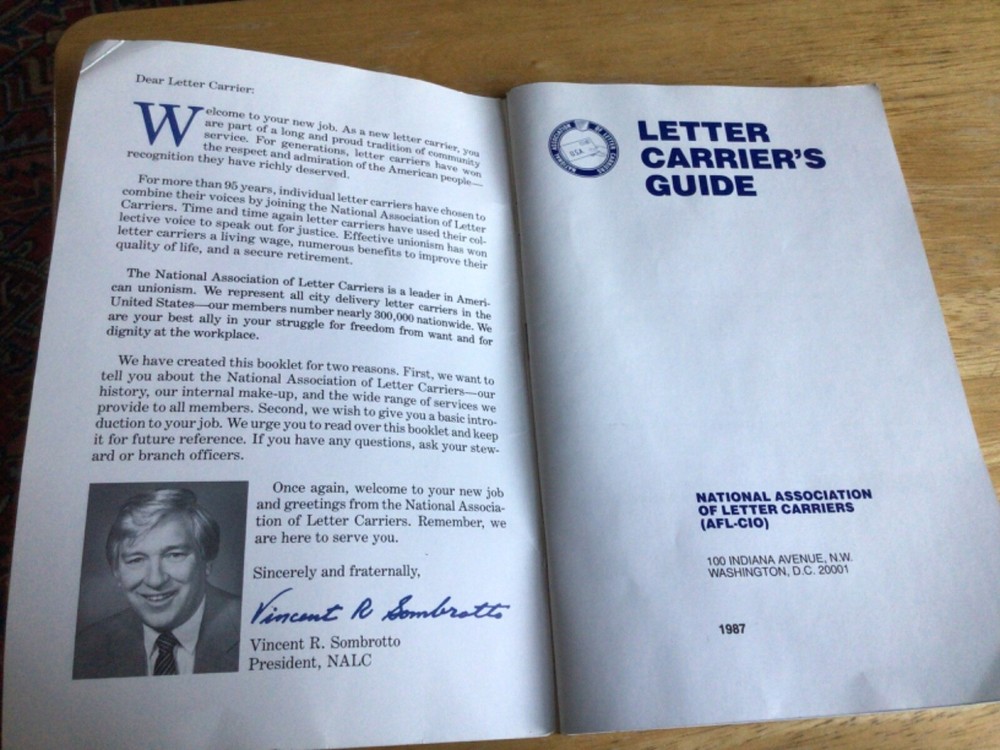 Dear Letter Carrier:
Welcome to your new job. As a new letter carrier, you
are part of a long and proud tradition of community
service. For generations, letter carriers have won
the respect and admiration of the American people—
recognition they have richly deserved.
For more than 95 years, individual letter carriers have chosen to
combine their voices by joining the National Association of Letter
Carriers. Time and time again letter carriers have used their col-
lective voice to speak out for justice. Effective unionism has won
letter carriers a living wage, numerous benefits to improve their
quality of life, and a secure retirement.
The National Association of Letter Carriers is a leader in Ameri-
can unionism. We represent all city delivery letter carriers in the
United States—our members number nearly 300,000 nationwide. We
are your best ally in your struggle for freedom from want and for
dignity at the workplace.
We have created this booklet for two reasons. First, we want to
tell you about the National Association of Letter Carriers—our
history, our internal make-up, and the wide range of services we
provide to all members. Second, we wish to give you a basic intro-
duction to your job. We urge you to read over this booklet and keep
it for future reference. If you have any questions, ask your stew-
ard or branch officers.
Once again, welcome to your new job
and greetings from the National Associa-
tion of Letter Carriers. Remember, we
are here to serve you.
Sincerely and fraternally,
Vincent R Sombrotto
Vincent R. Sombrotto
President, NALC
NATIONAL ASSOCIATION OF LETTER CARRIERS
USA
LETTER
CARRIER'S
GUIDE
NATIONAL ASSOCIATION
OF LETTER CARRIERS
(AFL-CIO)
100 INDIANA AVENUE, N.W.
WASHINGTON, D.C. 20001
1987